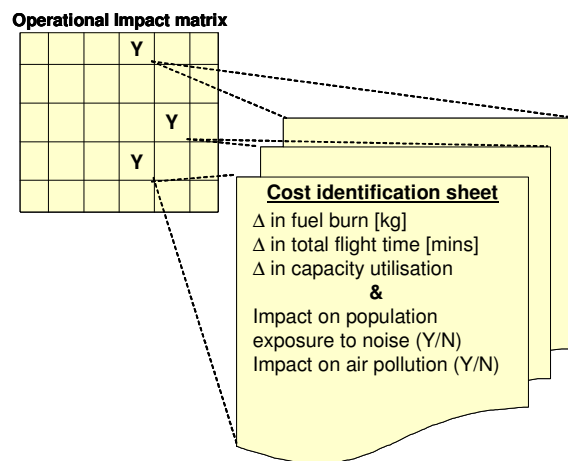 Operational Impact matrix
Y
Y
Y
Cost identification sheet
Δ in fuel burn [kg]
Δ in total flight time [mins]
Δ in capacity utilisation
&
Impact on population
exposure to noise (Y/N)
Impact on air pollution (Y/N)